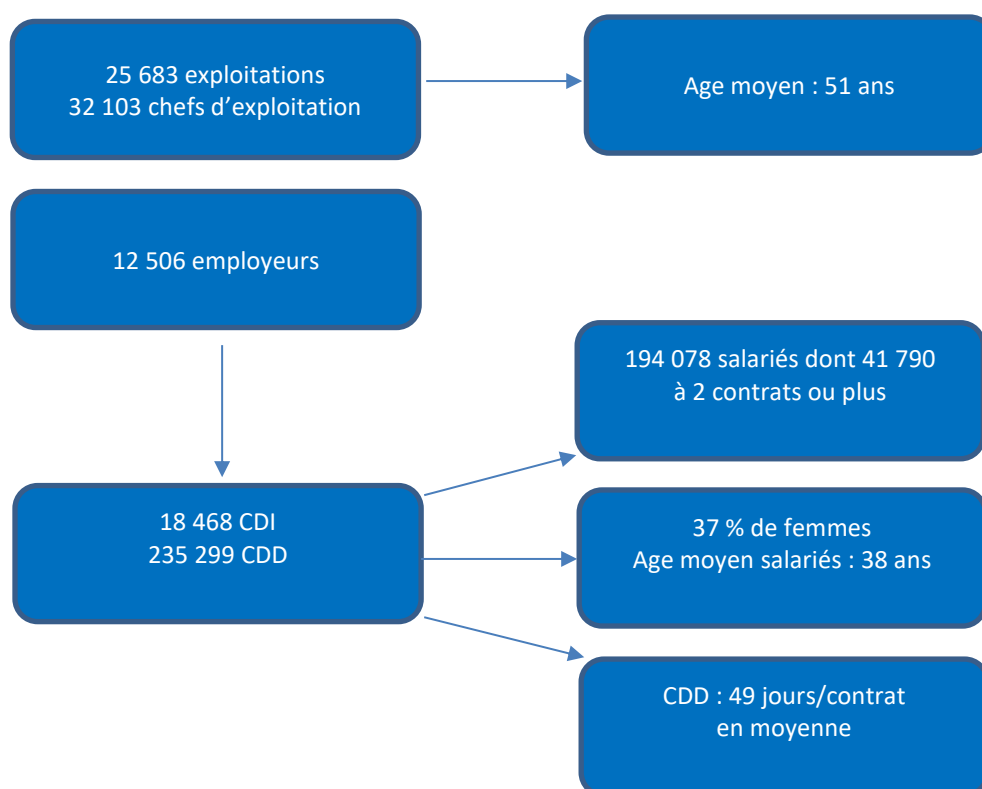 25 683 exploitations
32 103 chefs d’exploitation
Age moyen : 51 ans
12 506 employeurs
194 078 salariés dont 41 790
à 2 contrats ou plus
18 468 CDI
235 299 CDD
37 % de femmes
Age moyen salariés : 38 ans
CDD : 49 jours/contrat
en moyenne